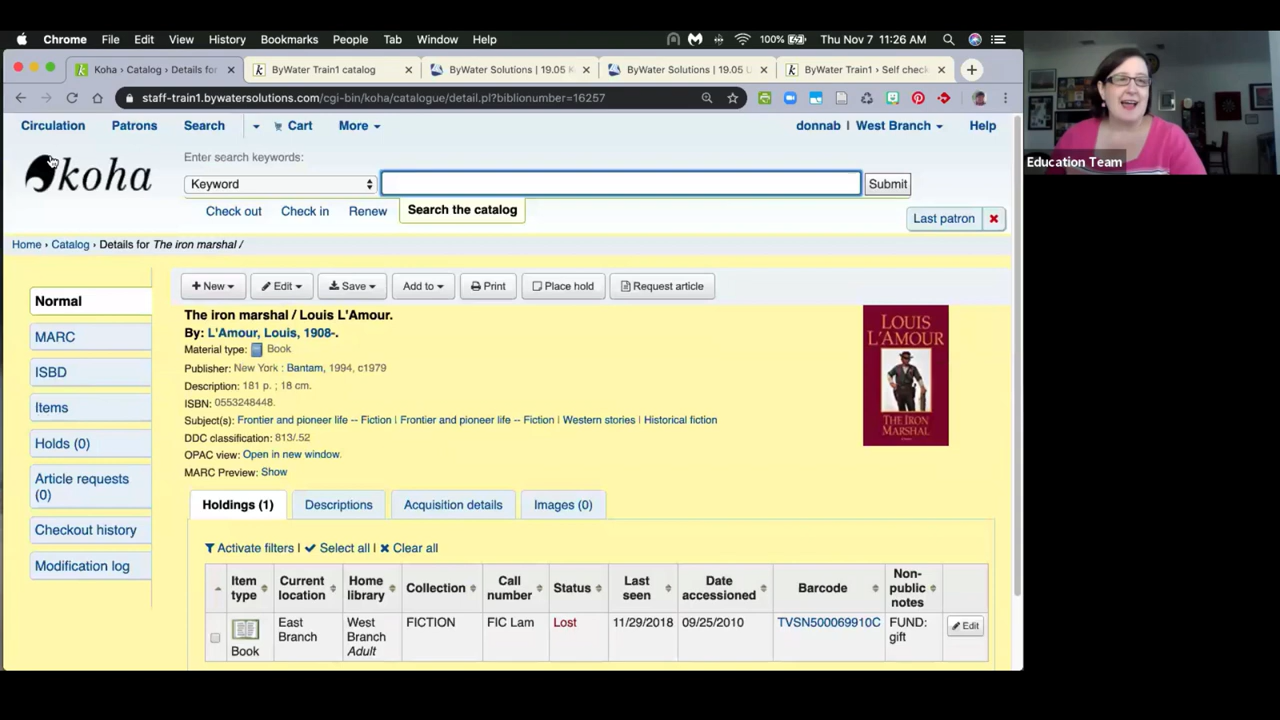 Chrome File Edit View History Bookmarks People Tab Window Help 100% Thu Nov 7 11:26 AM
Koha › Catalog › Details for ByWater Train1 catalog ByWater Solutions | 19.05 ByWater Solutions | 19.05 U ByWater Train1 › Self check
staff-train1.bywatersolutions.com/cgi-bin/koha/catalogue/detail.pl?biblionumber=16257
Circulation Patrons Search Cart More donnab | West Branch Help
koha
Enter search keywords:
Keyword Submit
Check out Check in Renew Search the catalog
Last patron
Home › Catalog › Details for The iron marshal /
New Edit Save Add to Print Place hold Request article
Normal
MARC
ISBD
Items
Holds (0)
Article requests
(0)
Checkout history
Modification log
The iron marshal / Louis L'Amour.
By: L'Amour, Louis, 1908-.
Material type: Book
Publisher: New York : Bantam, 1994, c1979
Description: 181 p. ; 18 cm.
ISBN: 0553248448.
Subject(s): Frontier and pioneer life -- Fiction | Frontier and pioneer life -- Fiction | Western stories | Historical fiction
DDC classification: 813/.52
OPAC view: Open in new window.
MARC Preview: Show
LOUIS
L'AMOUR
THE IRON
MARSHAL
Holdings (1) Descriptions Acquisition details Images (0)
Activate filters | Select all | Clear all
Item type Current location Home library Collection Call number Status Last seen Date accessioned Barcode Non-public notes
Book East Branch West Branch Adult FICTION FIC Lam Lost 11/29/2018 09/25/2010 TVSN500069910C FUND: gift Edit
Education Team